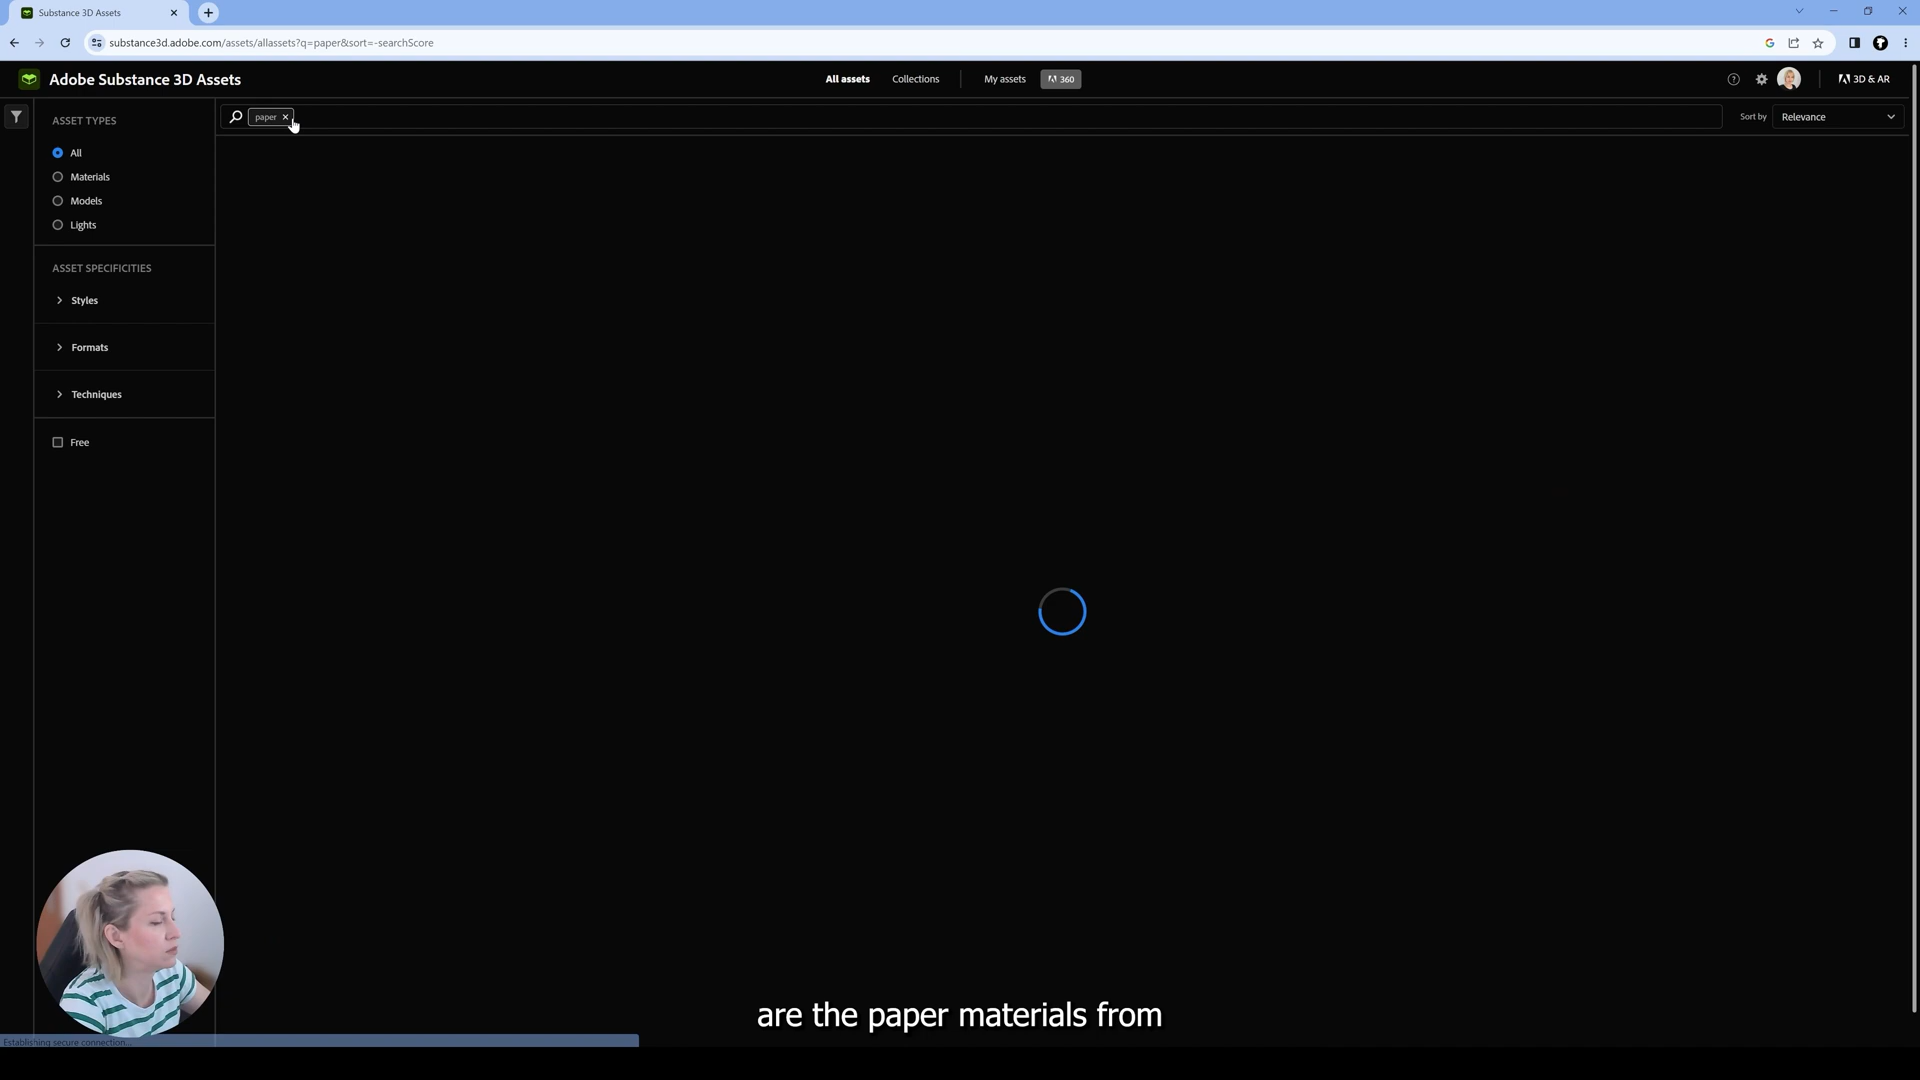 Substance 3D Assets
substance3d.adobe.com/assets/allassets?q=paper&sort=-searchScore
Adobe Substance 3D Assets
All assets
Collections
My assets
360
3D & AR
ASSET TYPES
paper
Sort by
Relevance
All
Materials
Models
Lights
ASSET SPECIFICITIES
Styles
Formats
Techniques
Free
are the paper materials from
Establishing secure connection...